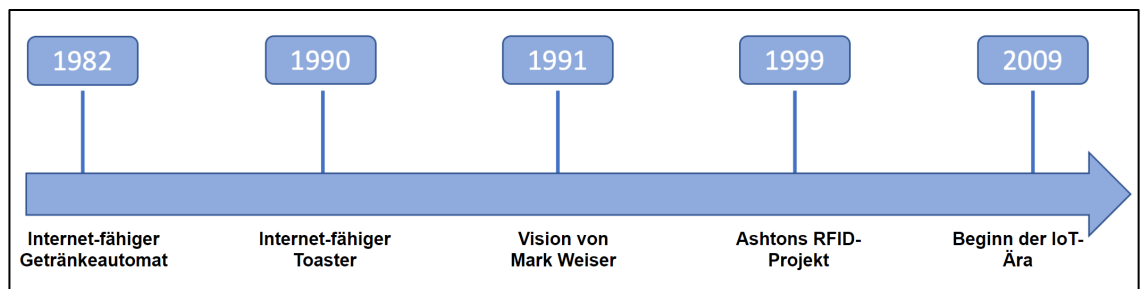 1982
1990
1991
1999
2009
Internet-fähiger
Getränkeautomat
Internet-fähiger
Toaster
Vision von
Mark Weiser
Ashtons RFID-
Projekt
Beginn der IoT-
Ära